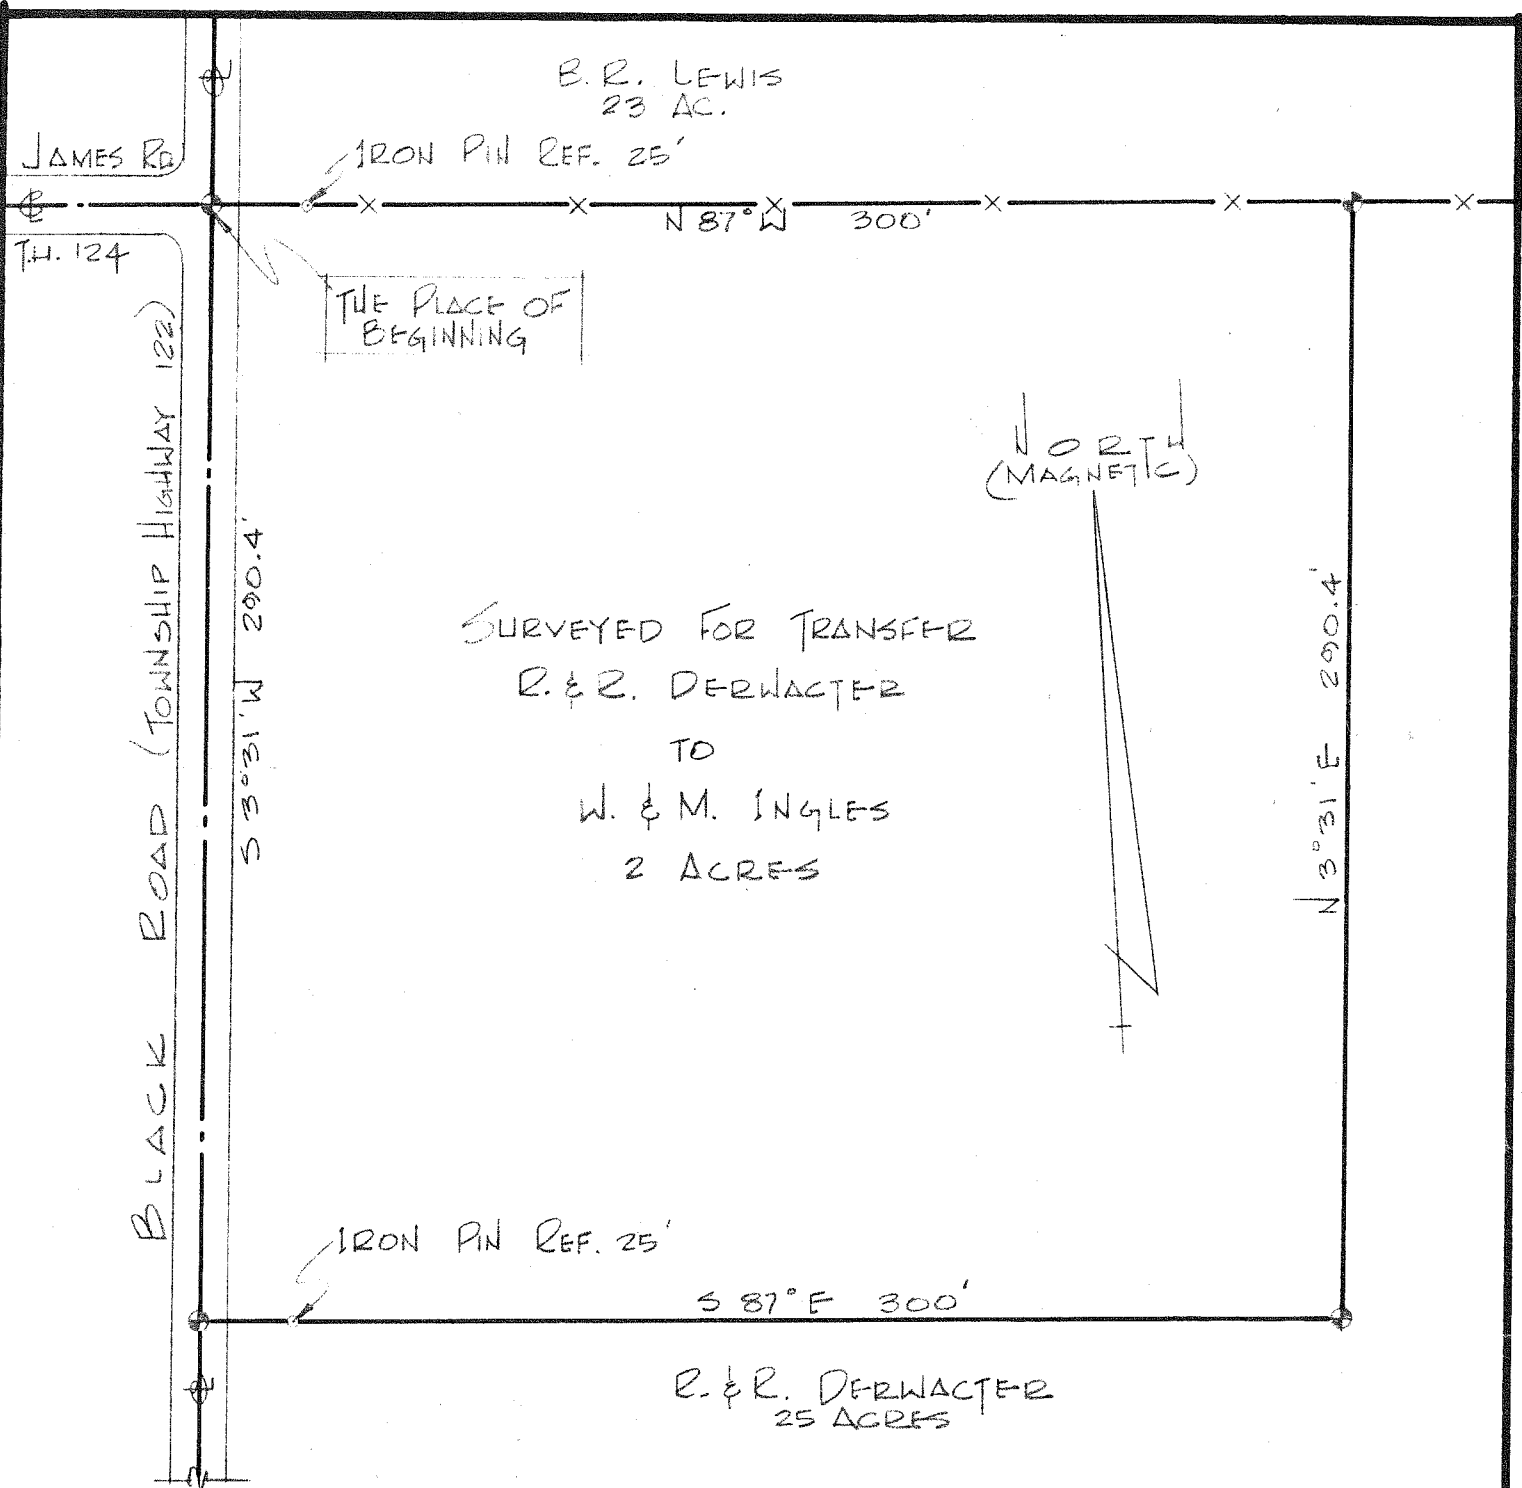 B. R. LEWIS
23 AC.
JAMES RD
IRON PIN REF. 25'
℄
N 87° W 300'
T.H. 124
THE PLACE OF
BEGINNING
NORTH
(MAGNETIC)
BLACK ROAD (TOWNSHIP HIGHWAY 122)
S 3°31' W 290.4'
SURVEYED FOR TRANSFER
R. & R. DERWACTER
TO
W. & M. INGLES
2 ACRES
N 3°31' E 290.4'
IRON PIN REF. 25'
S 87° E 300'
R. & R. DERWACTER
25 ACRES